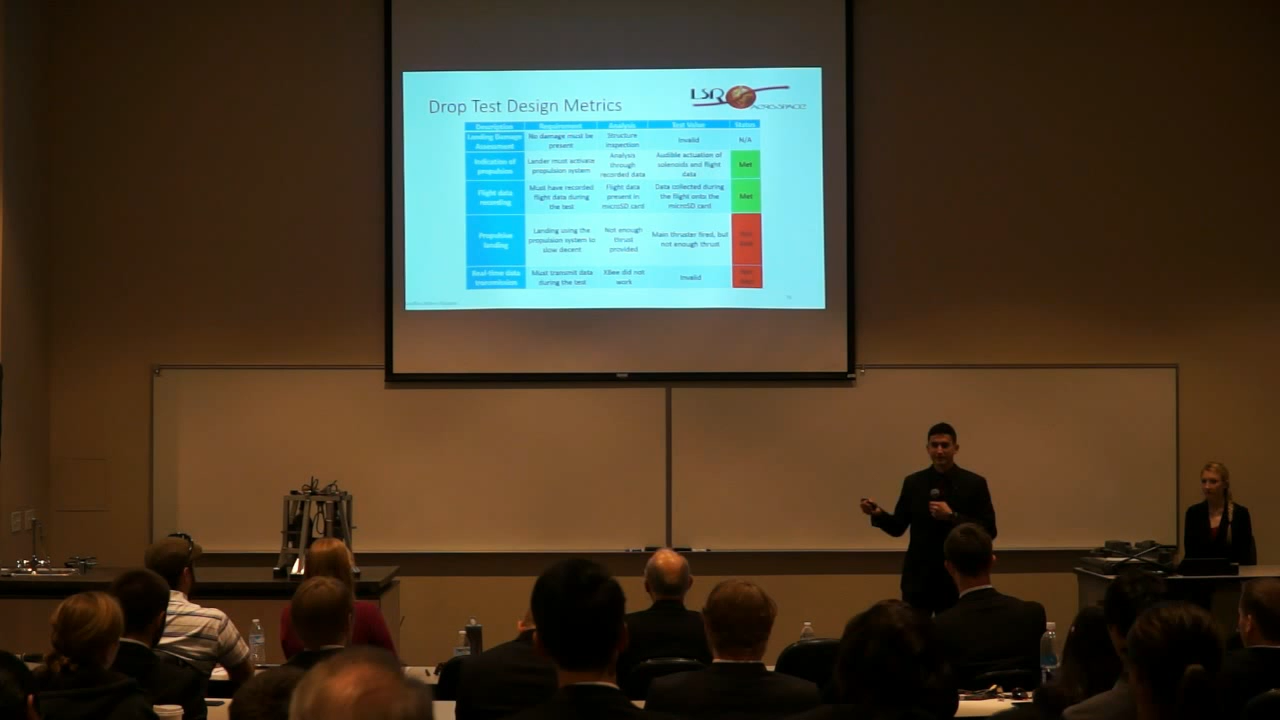 Drop Test Design Metrics
LSR
AEROSPACE
Description Requirement Analysis Test Value Status
Landing Damage
Assessment
No damage must be
present
Structure
inspection
Invalid
N/A
Indication of
propulsion
Lander must activate
propulsion system
Analysis
through
recorded data
Audible actuation of
solenoids and flight
data
Met
Flight data
recording
Must have recorded
flight data during
the test
Flight data
present in
microSD card
Data collected during
the flight onto the
microSD card
Met
Propulsive
landing
Landing using the
propulsion system to
slow decent
Not enough
thrust
provided
Main thruster fired, but
not enough thrust
Not
Met
Real-time data
transmission
Must transmit data
during the test
XBee did not
work
Invalid
Not
Met